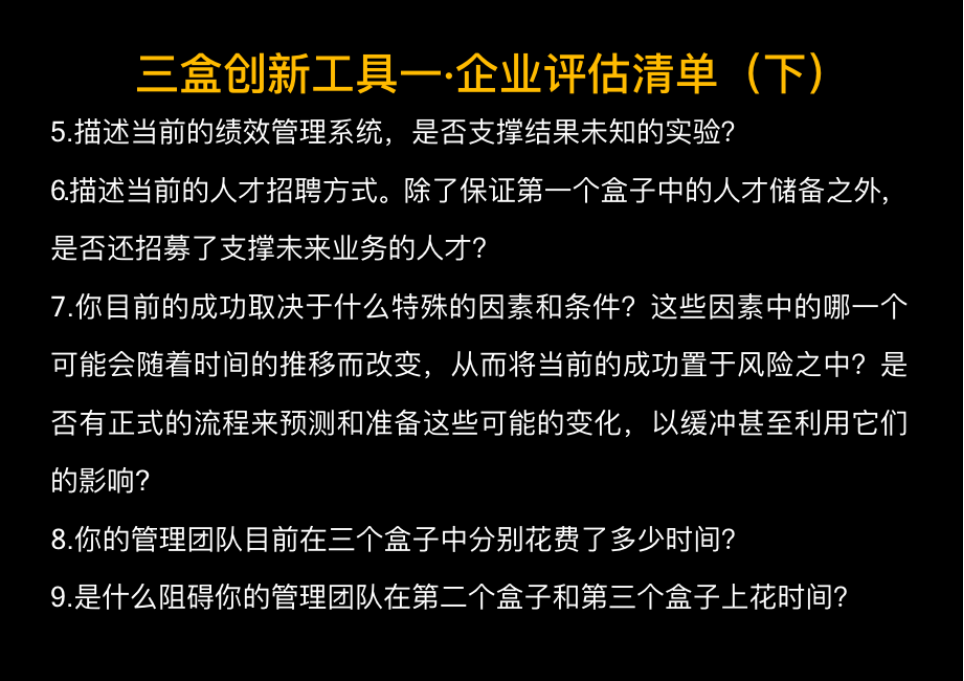 三盒创新工具一·企业评估清单（下）
5.描述当前的绩效管理系统，是否支撑结果未知的实验？
6.描述当前的人才招聘方式。除了保证第一个盒子中的人才储备之外，
是否还招募了支撑未来业务的人才？
7.你目前的成功取决于什么特殊的因素和条件？这些因素中的哪一个
可能会随着时间的推移而改变，从而将当前的成功置于风险之中？是
否有正式的流程来预测和准备这些可能的变化，以缓冲甚至利用它们
的影响？
8.你的管理团队目前在三个盒子中分别花费了多少时间？
9.是什么阻碍你的管理团队在第二个盒子和第三个盒子上花时间？